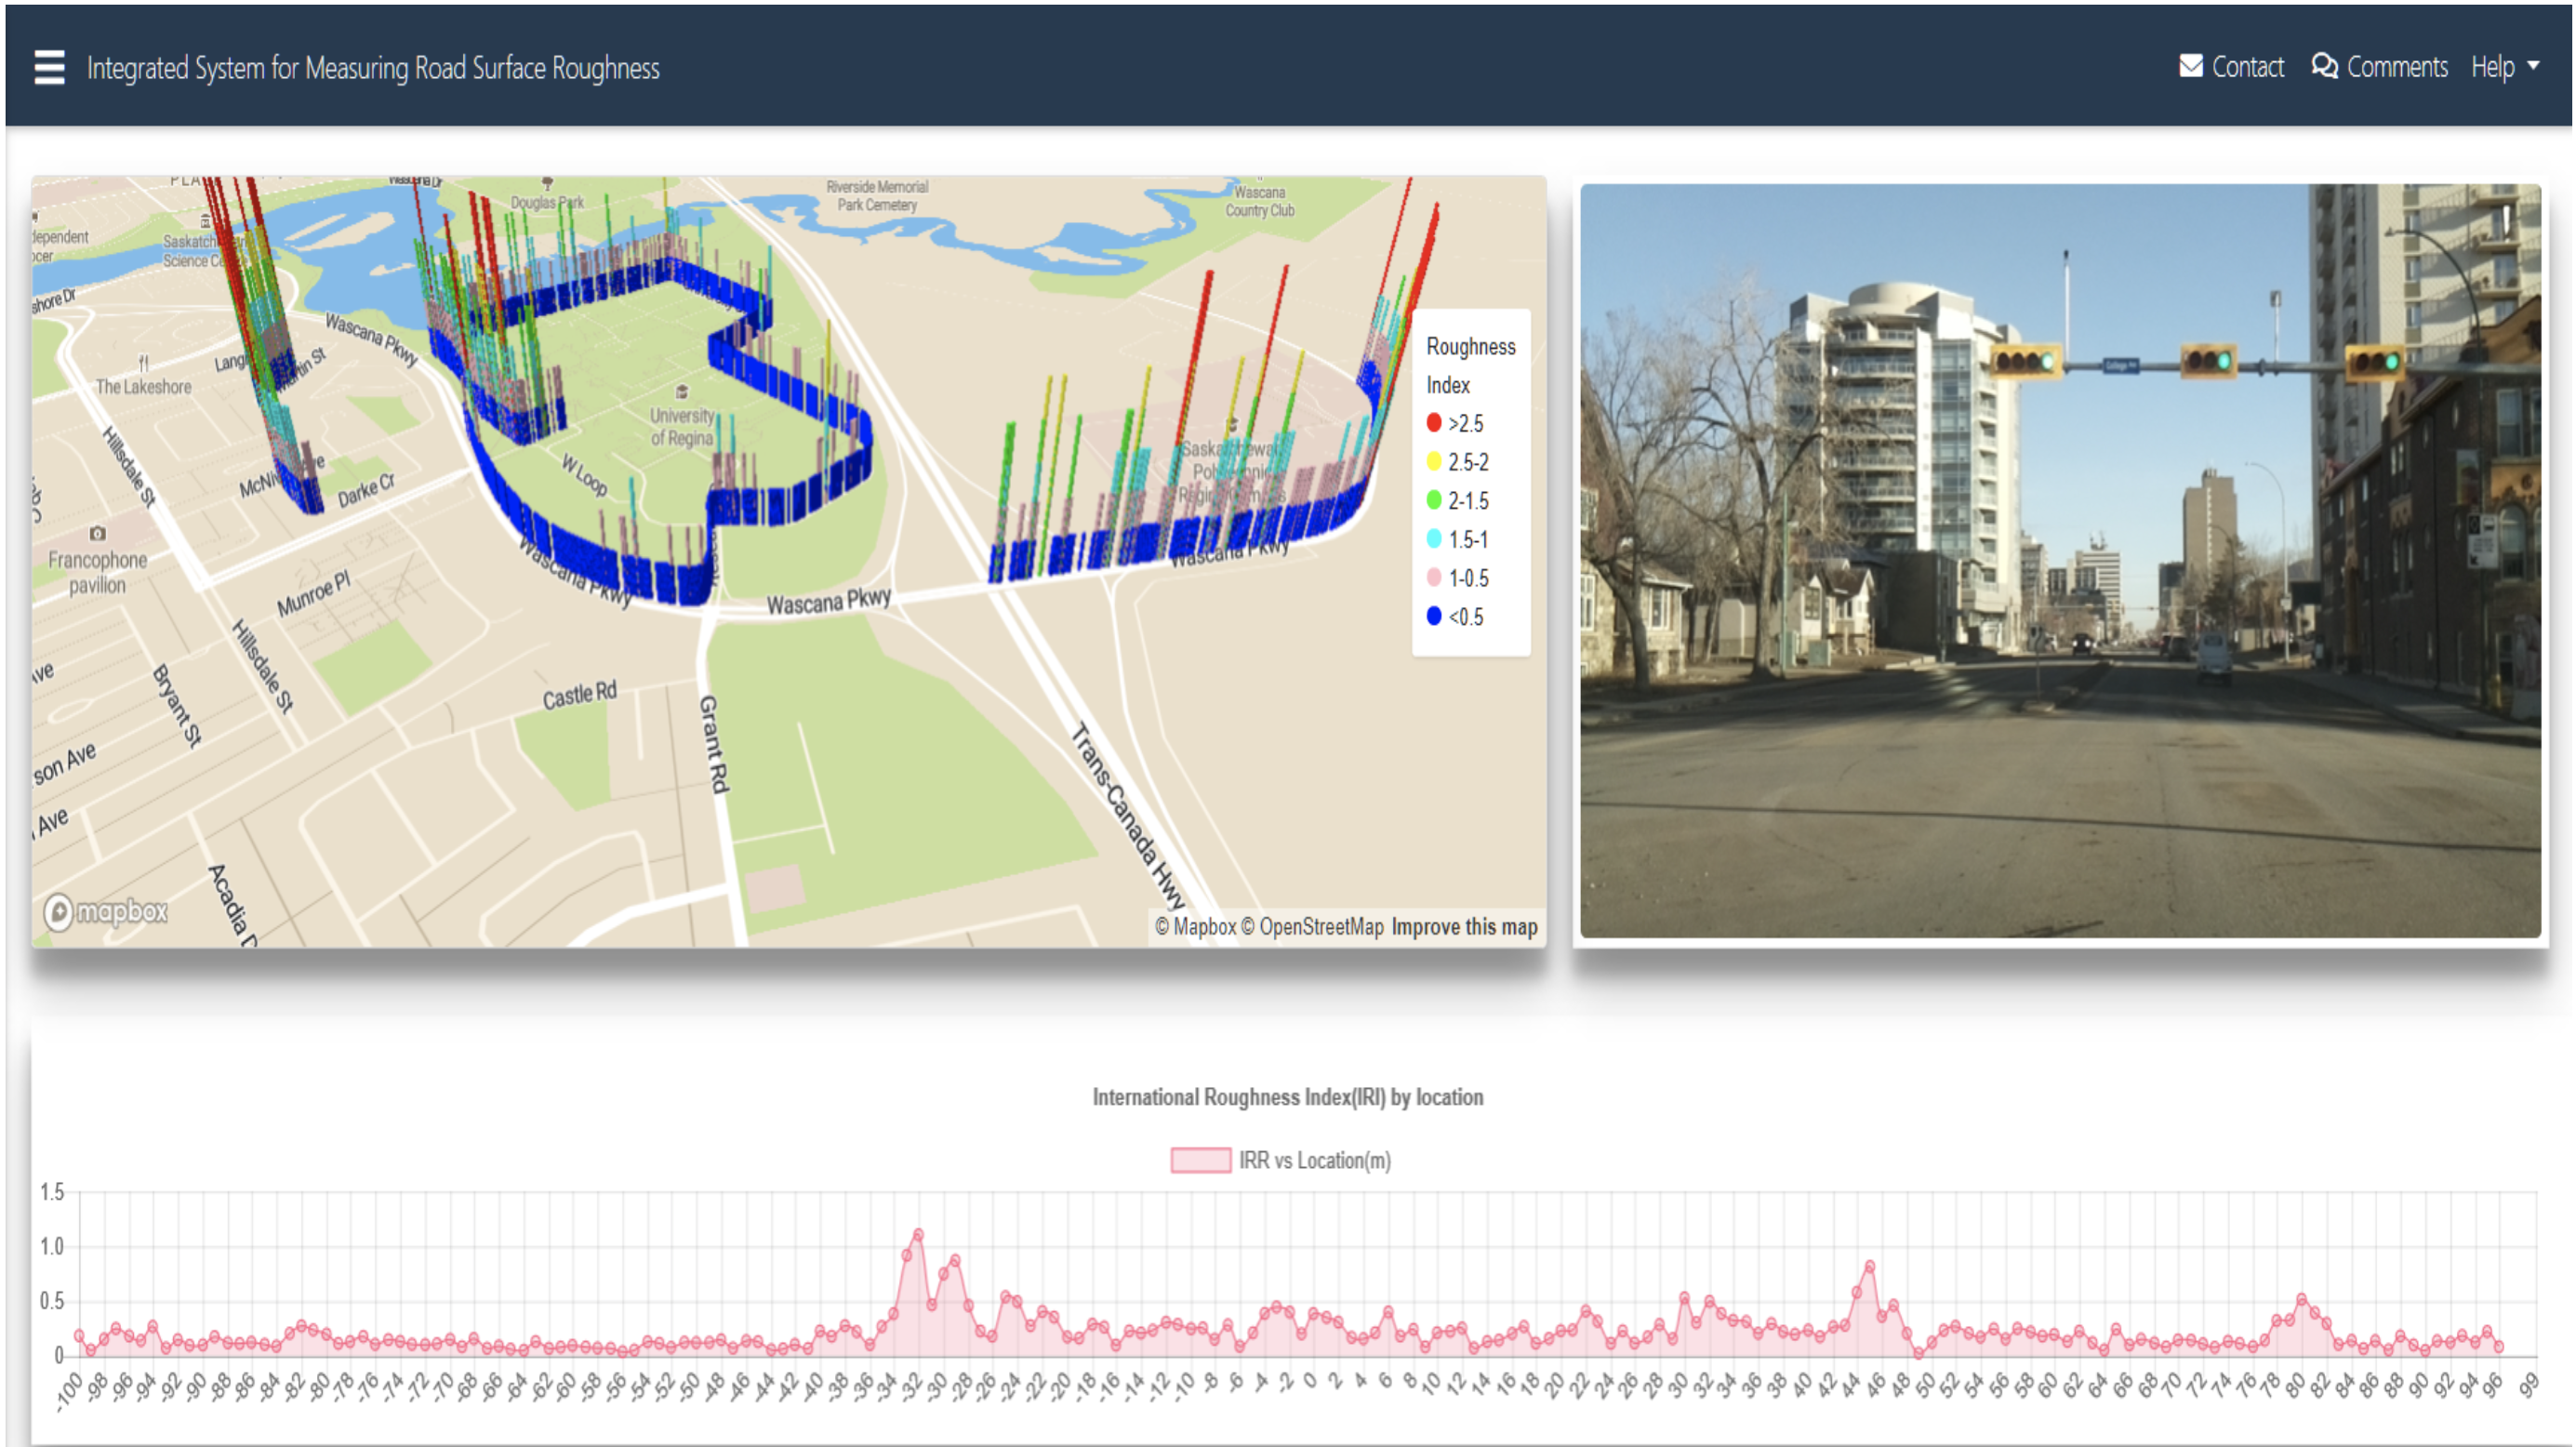 Integrated System for Measuring Road Surface Roughness
Contact
Comments
Help
Douglas Park
Riverside Memorial
Park Cemetery
Wascana
Country Club
shore Dr
Wascana Pkwy
The Lakeshore
Hillsdale St
Darke Cr
University
of Regina
W Loop
Francophone
pavilion
Munroe Pl
Hillsdale St
Bryant St
Wascana Pkwy
Wascana Pkwy
Wascana Pkwy
Castle Rd
Grant Rd
Trans-Canada Hwy
son Ave
Ave
Acadia D
mapbox
© Mapbox © OpenStreetMap Improve this map
Roughness
Index
>2.5
2.5-2
2-1.5
1.5-1
1-0.5
<0.5
International Roughness Index(IRI) by location
IRR vs Location(m)
1.5
1.0
0.5
0
-100 -98 -96 -94 -92 -90 -88 -86 -84 -82 -80 -78 -76 -74 -72 -70 -68 -66 -64 -62 -60 -58 -56 -54 -52 -50 -48 -46 -44 -42 -40 -38 -36 -34 -32 -30 -28 -26 -24 -22 -20 -18 -16 -14 -12 -10 -8 -6 -4 -2 0 2 4 6 8 10 12 14 16 18 20 22 24 26 28 30 32 34 36 38 40 42 44 46 48 50 52 54 56 58 60 62 64 66 68 70 72 74 76 78 80 82 84 86 88 90 92 94 96 99